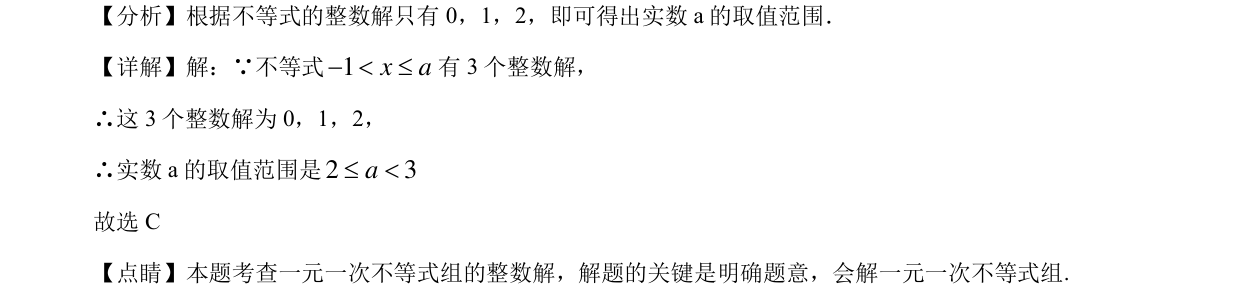 【分析】根据不等式的整数解只有 0，1，2，即可得出实数 a 的取值范围.
【详解】解：∵不等式 −1 < x ≤ a 有 3 个整数解，
∴这 3 个整数解为 0，1，2，
∴实数 a 的取值范围是 2 ≤ a < 3
故选 C
【点睛】本题考查一元一次不等式组的整数解，解题的关键是明确题意，会解一元一次不等式组.